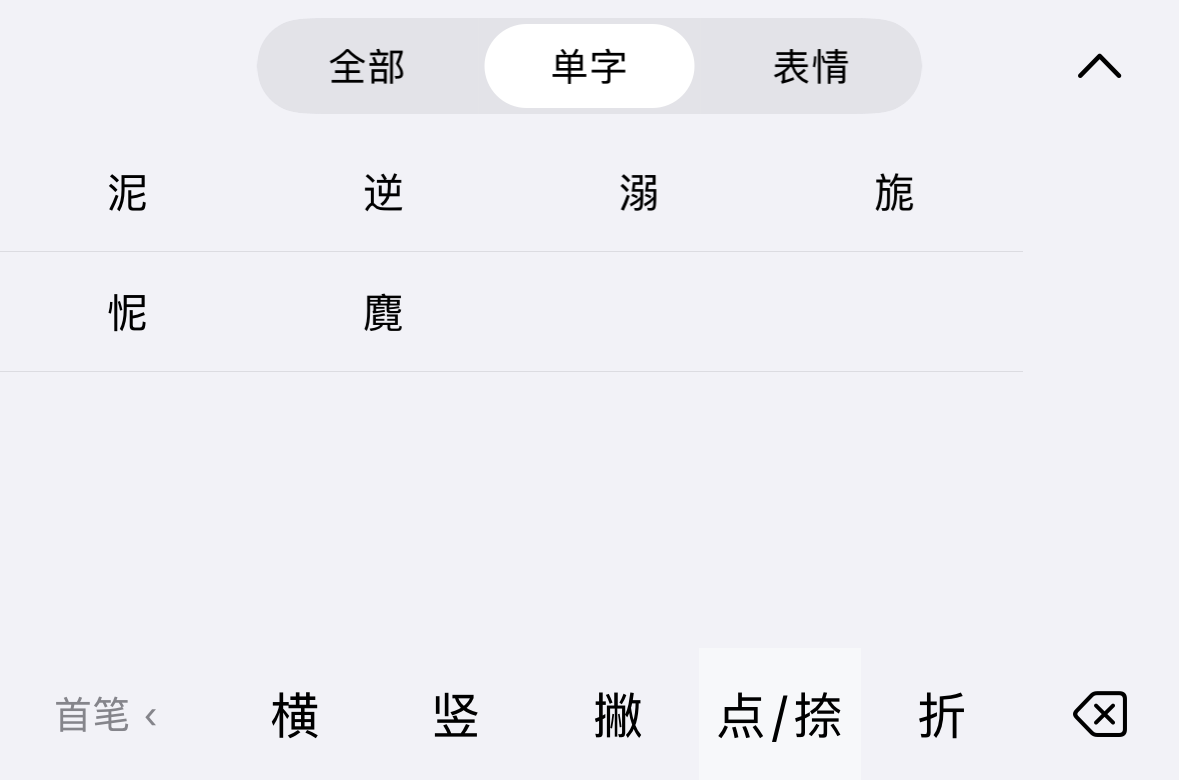 全部 单字 表情
泥 逆 溺 旎
怩 麑
首笔 ‹ 横 竖 撇 点/捺 折